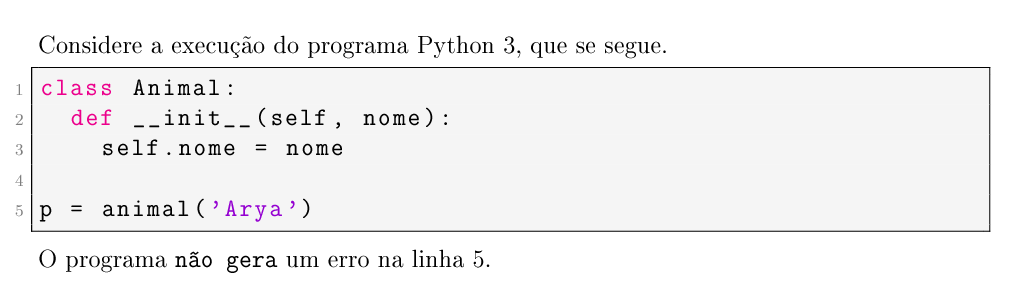 Considere a execução do programa Python 3, que se segue.
1 class Animal:
2   def __init__(self, nome):
3     self.nome = nome
4
5 p = animal('Arya')
O programa não gera um erro na linha 5.